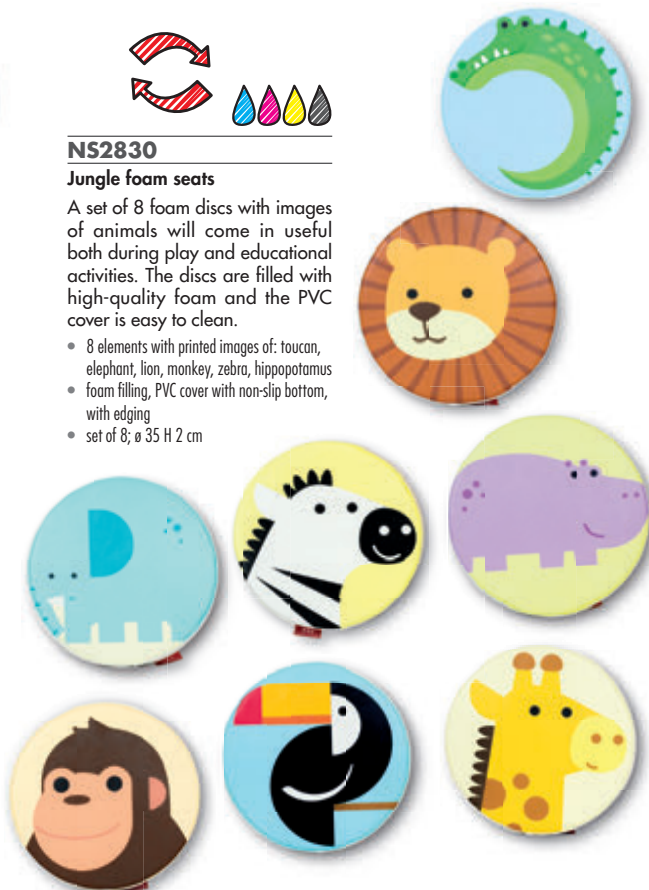 NS2830
Jungle foam seats
A set of 8 foam discs with images
of animals will come in useful
both during play and educational
activities. The discs are filled with
high-quality foam and the PVC
cover is easy to clean.
• 8 elements with printed images of: toucan,
elephant, lion, monkey, zebra, hippopotamus
• foam filling, PVC cover with non-slip bottom,
with edging
• set of 8; ø 35 H 2 cm